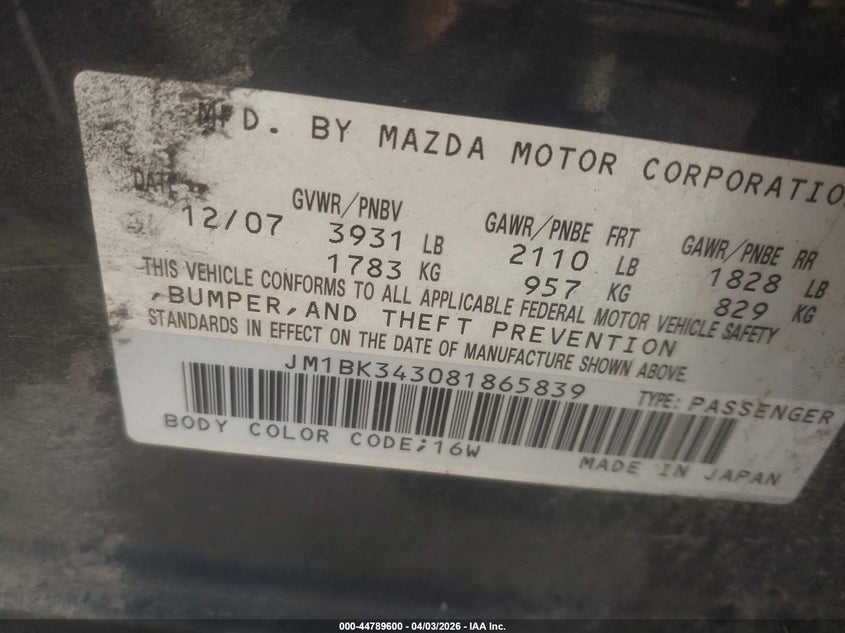 MFD. BY MAZDA MOTOR CORPORATIO
DATE
12/07
GVWR/PNBV
3931 LB
1783 KG
GAWR/PNBE FRT
2110 LB
957 KG
GAWR/PNBE RR
1828 LB
829 KG
THIS VEHICLE CONFORMS TO ALL APPLICABLE FEDERAL MOTOR VEHICLE SAFETY
,BUMPER,AND THEFT PREVENTION
STANDARDS IN EFFECT ON THE DATE OF MANUFACTURE SHOWN ABOVE.
JM1BK343081865839
TYPE: PASSENGER
BODY COLOR CODE;16W
MADE IN JAPAN
000-44789600 - 04/03/2026 - IAA Inc.